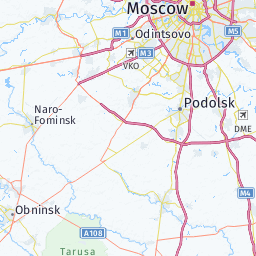 Moscow
M1
Odintsovo
M5
M3
VKO
Naro-
Fominsk
Podolsk
DME
M4
Obninsk
A108
Tarusa